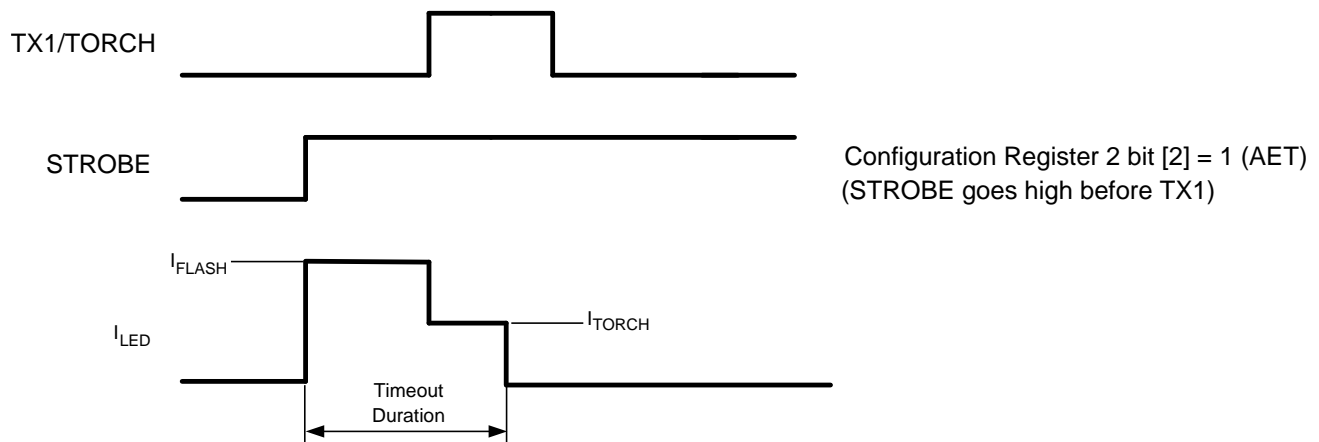 TX1/TORCH
STROBE
Configuration Register 2 bit [2] = 1 (AET)
(STROBE goes high before TX1)
IFLASH
ITORCH
ILED
Timeout
Duration